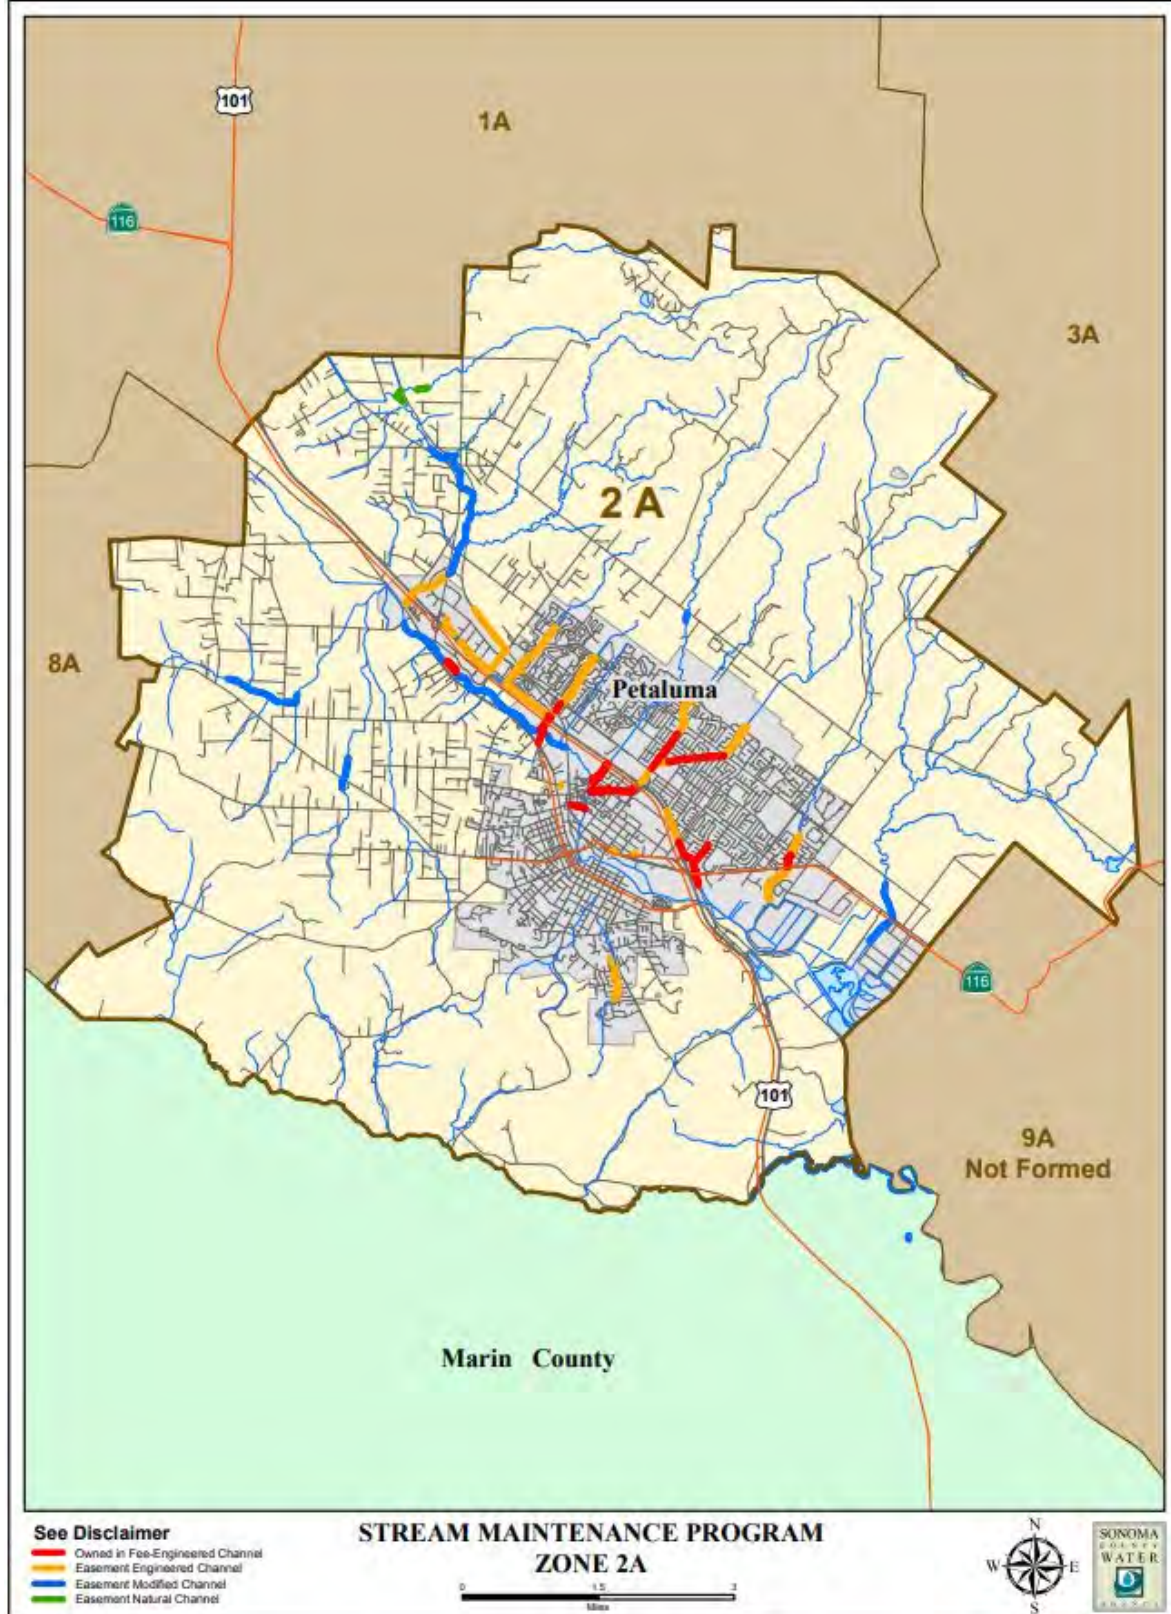 101
1A
116
3A
2 A
8A
Petaluma
116
101
9A
Not Formed
Marin County
See Disclaimer
Owned in Fee-Engineered Channel
Easement Engineered Channel
Easement Modified Channel
Easement Natural Channel
STREAM MAINTENANCE PROGRAM
ZONE 2A
0 1.5 3
Miles
N
W E
S
SONOMA
COUNTY
WATER
AGENCY